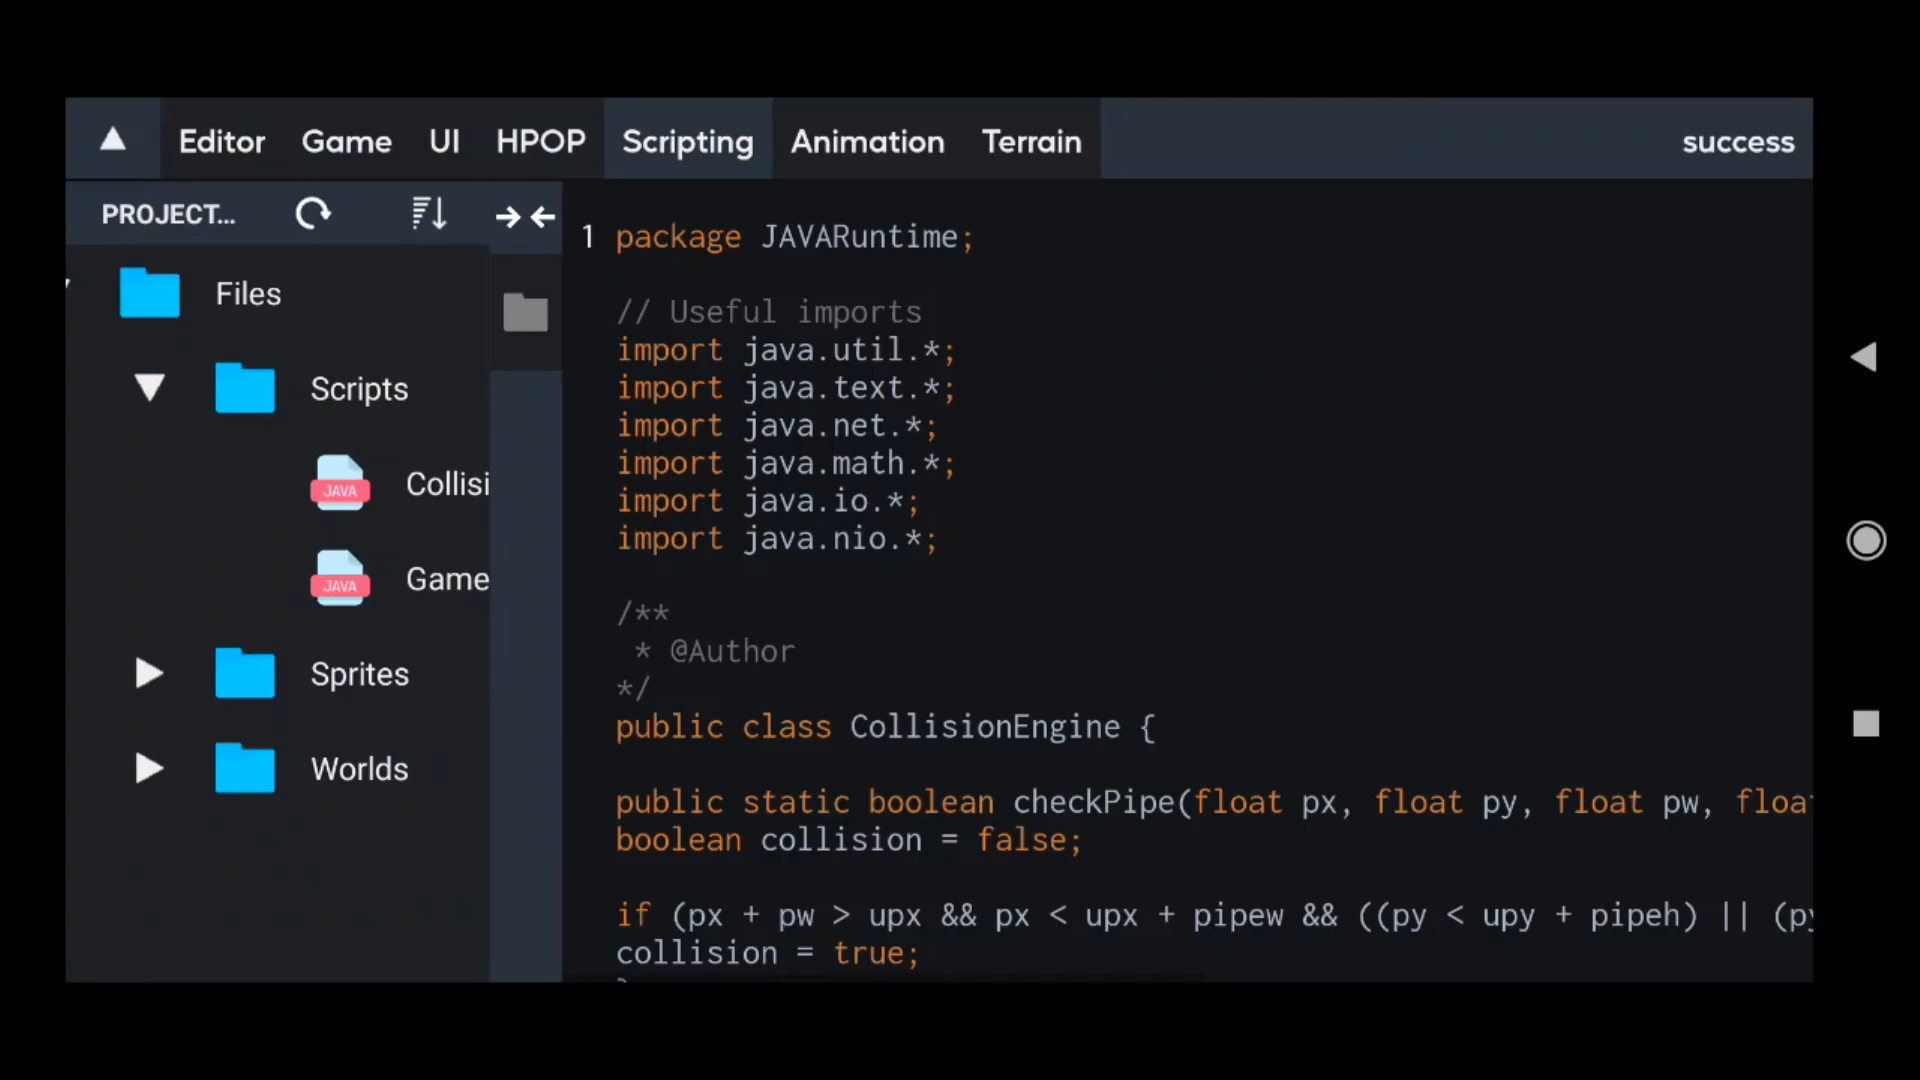 Editor Game UI HPOP Scripting Animation Terrain success
PROJECT...
Files
Scripts
JAVA Collisi
JAVA Game
Sprites
Worlds
1 package JAVARuntime;
// Useful imports
import java.util.*;
import java.text.*;
import java.net.*;
import java.math.*;
import java.io.*;
import java.nio.*;
/**
* @Author
*/
public class CollisionEngine {
public static boolean checkPipe(float px, float py, float pw, floa
boolean collision = false;
if (px + pw > upx && px < upx + pipew && ((py < upy + pipeh) || (py
collision = true;